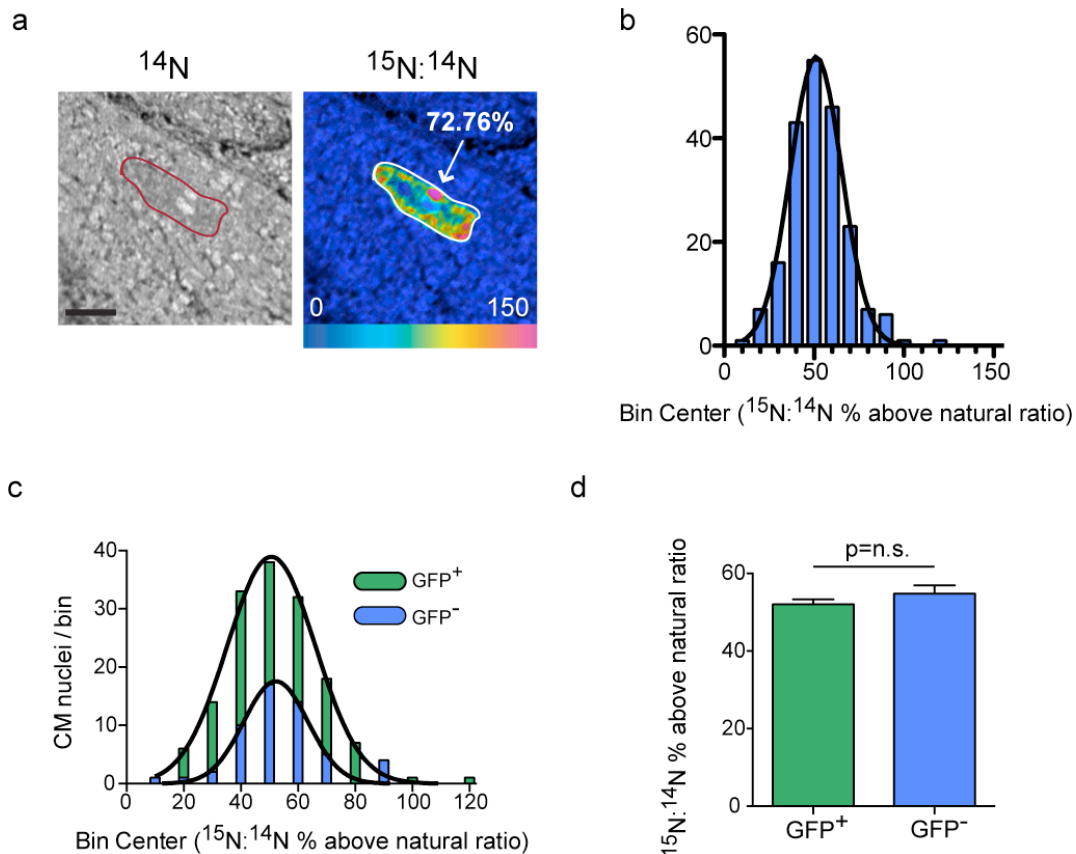 a
¹⁴N
¹⁵N:¹⁴N
72.76%
0 150
b
60
40
20
0
0 50 100 150
Bin Center (¹⁵N:¹⁴N % above natural ratio)
c
CM nuclei / bin
40
30
20
10
0
GFP⁺
GFP⁻
0 20 40 60 80 100 120
Bin Center (¹⁵N:¹⁴N % above natural ratio)
d
¹⁵N:¹⁴N % above natural ratio
p=n.s.
60
40
20
0
GFP⁺ GFP⁻